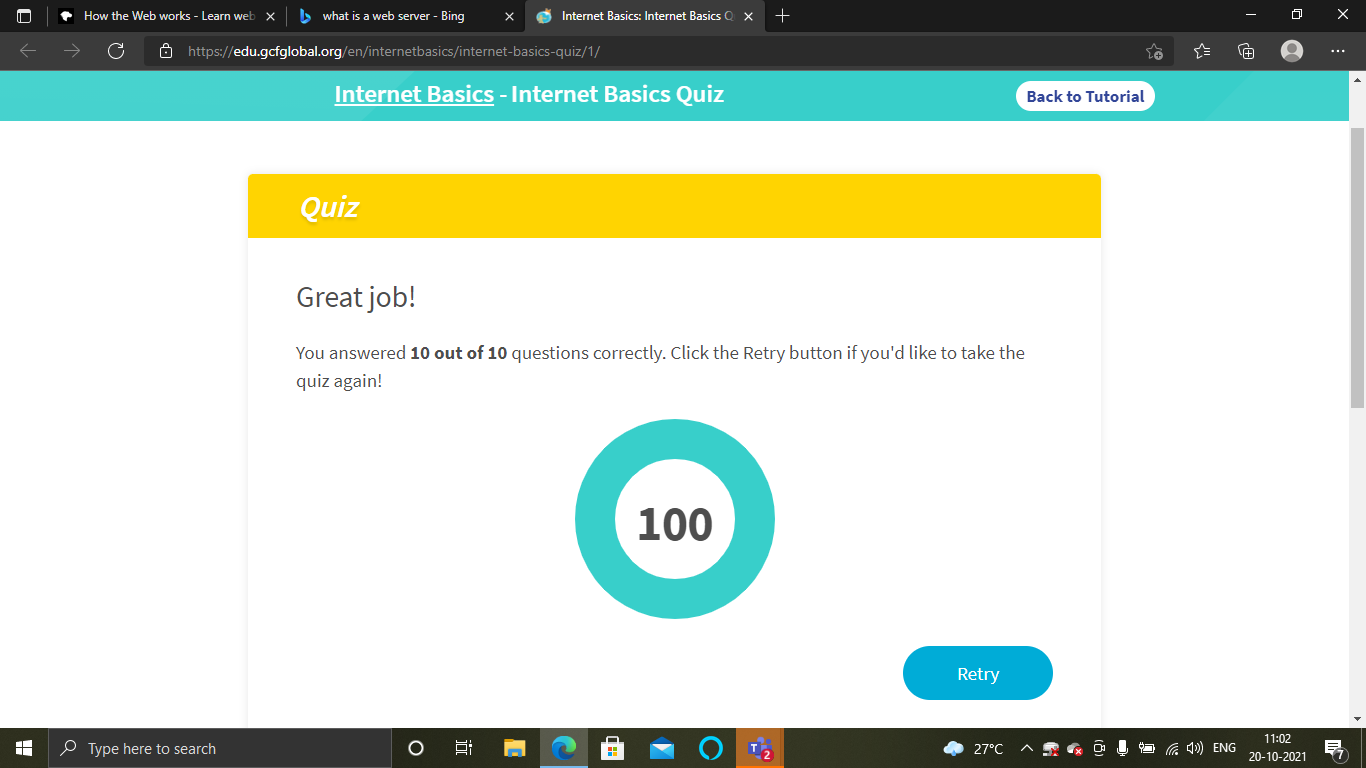 How the Web works - Learn web
what is a web server - Bing
Internet Basics: Internet Basics Q
https://edu.gcfglobal.org/en/internetbasics/internet-basics-quiz/1/
Internet Basics - Internet Basics Quiz
Back to Tutorial
Quiz
Great job!
You answered 10 out of 10 questions correctly. Click the Retry button if you'd like to take the
quiz again!
100
Retry
Type here to search
27°C
ENG
11:02
20-10-2021
2
7